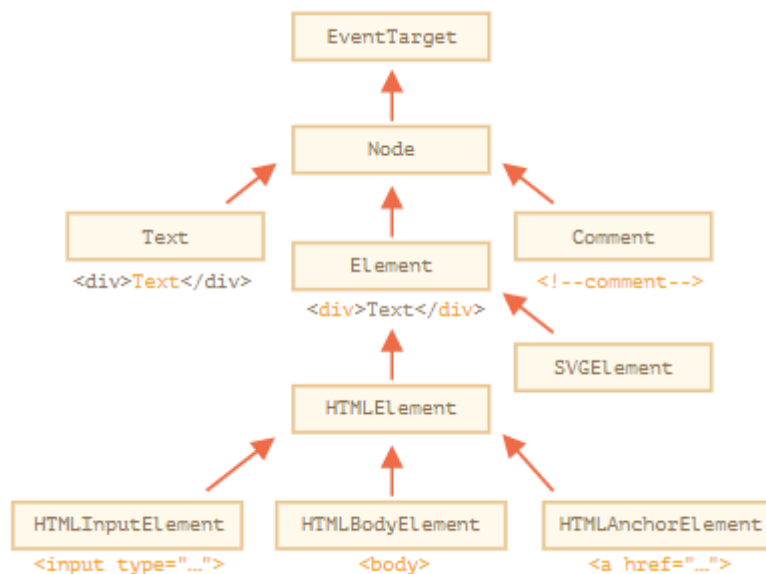 EventTarget
Node
Text
Element
Comment
<div>Text</div>
<div>Text</div>
<!--comment-->
SVGElement
HTMLElement
HTMLInputElement
HTMLBodyElement
HTMLAnchorElement
<input type="…">
<body>
<a href="…">